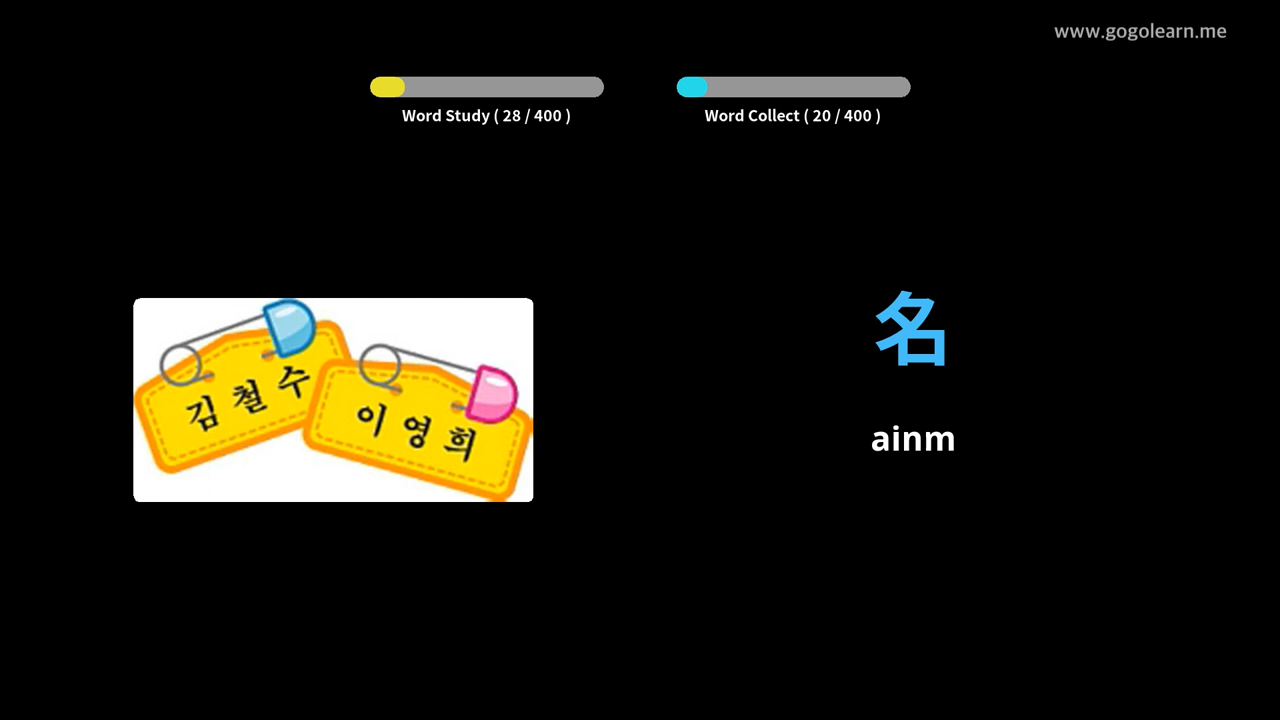 www.gogolearn.me
Word Study ( 28 / 400 )
Word Collect ( 20 / 400 )
김철수
이영희
名
ainm